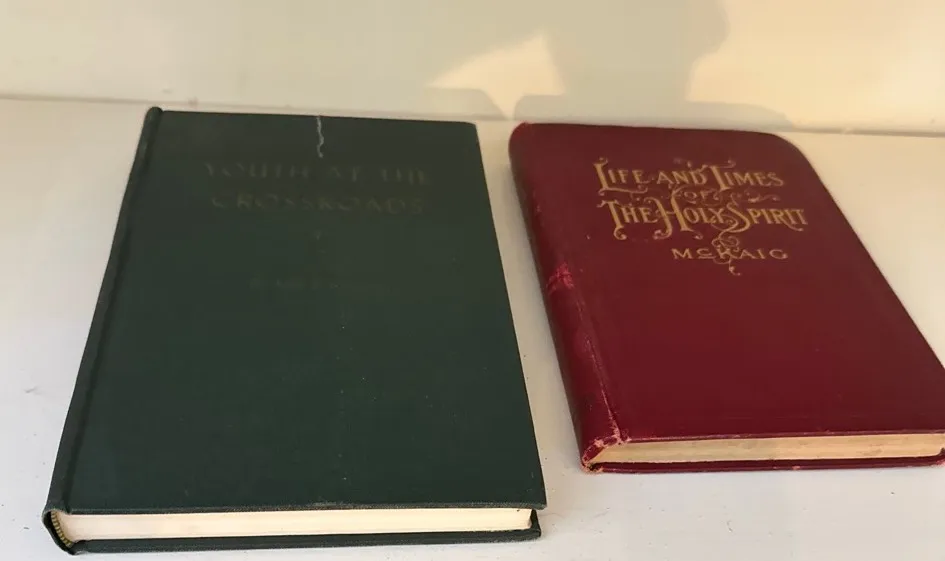 YOUTH AT THE
CROSSROADS
LIFE AND TIMES
OF
THE HOLY SPIRIT
MCKAIG